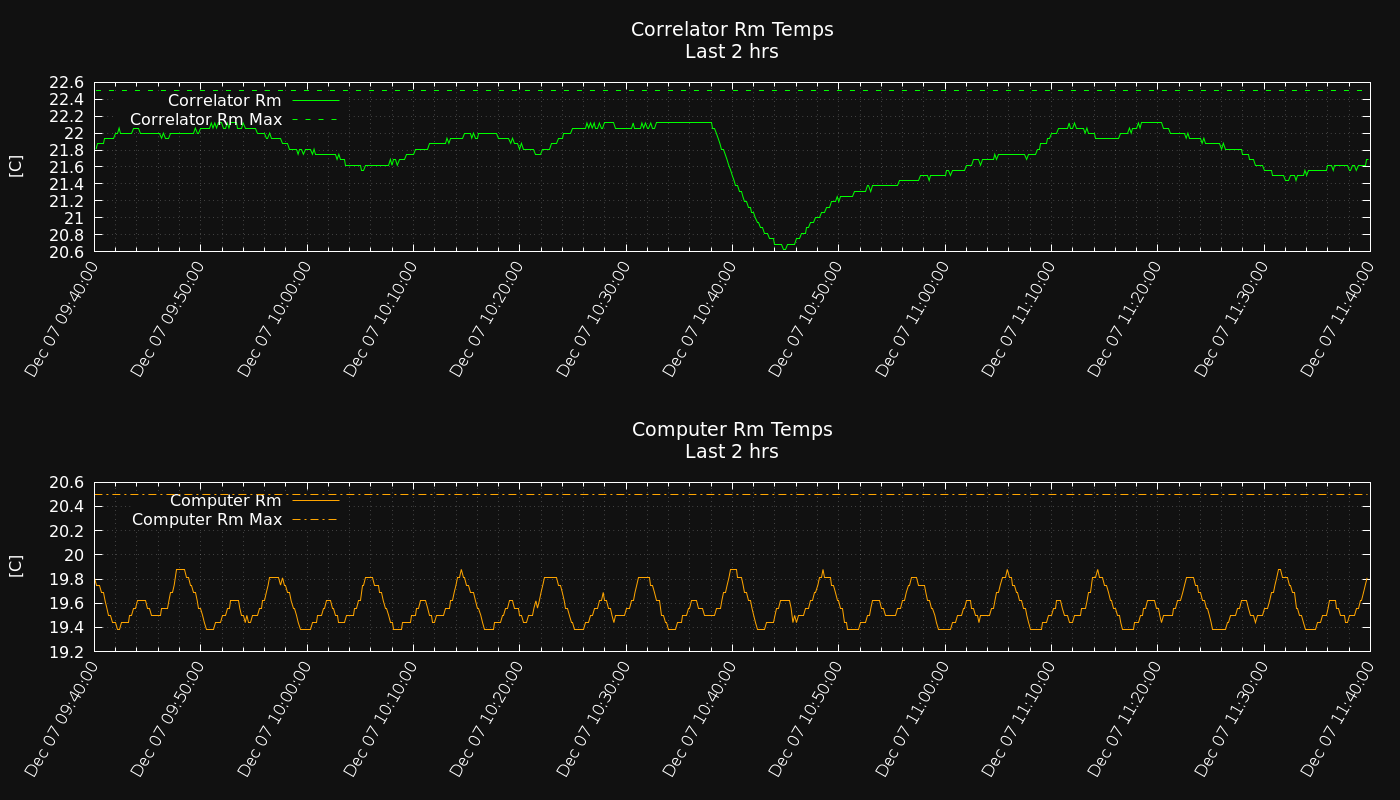 Correlator Rm Temps
Last 2 hrs
22.6
22.4
22.2
22
21.8
21.6
21.4
21.2
21
20.8
20.6
[C]
Correlator Rm
Correlator Rm Max
Dec 07 09:40:00
Dec 07 09:50:00
Dec 07 10:00:00
Dec 07 10:10:00
Dec 07 10:20:00
Dec 07 10:30:00
Dec 07 10:40:00
Dec 07 10:50:00
Dec 07 11:00:00
Dec 07 11:10:00
Dec 07 11:20:00
Dec 07 11:30:00
Dec 07 11:40:00
Computer Rm Temps
Last 2 hrs
20.6
20.4
20.2
20
19.8
19.6
19.4
19.2
[C]
Computer Rm
Computer Rm Max
Dec 07 09:40:00
Dec 07 09:50:00
Dec 07 10:00:00
Dec 07 10:10:00
Dec 07 10:20:00
Dec 07 10:30:00
Dec 07 10:40:00
Dec 07 10:50:00
Dec 07 11:00:00
Dec 07 11:10:00
Dec 07 11:20:00
Dec 07 11:30:00
Dec 07 11:40:00